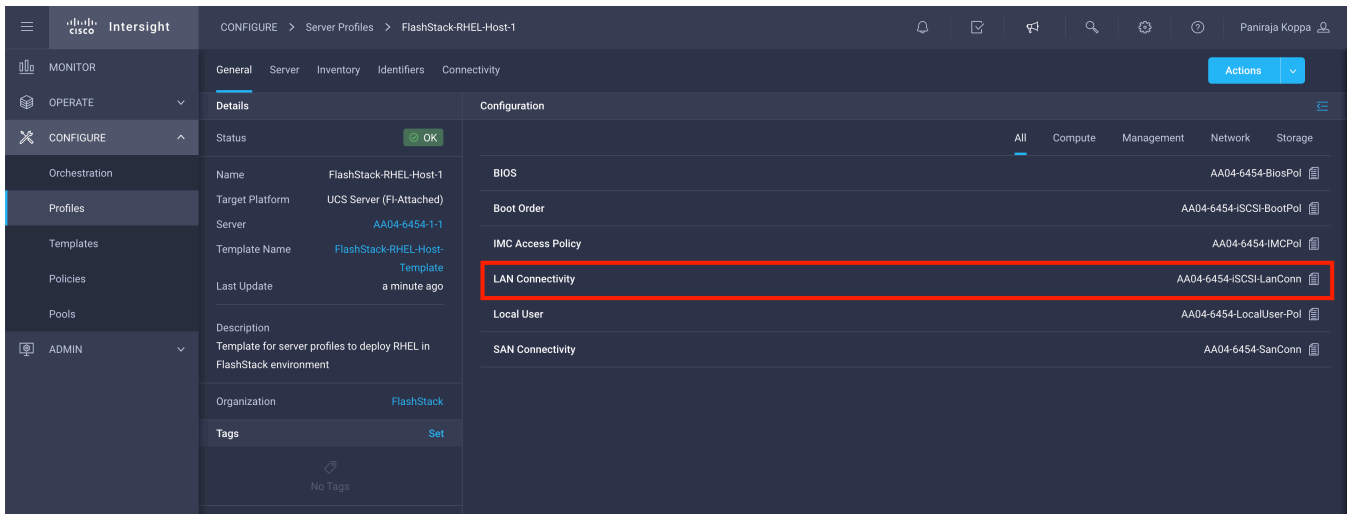 cisco Intersight
CONFIGURE > Server Profiles > FlashStack-RHEL-Host-1
Paniraja Koppa
MONITOR
OPERATE
CONFIGURE
Orchestration
Profiles
Templates
Policies
Pools
ADMIN
General Server Inventory Identifiers Connectivity
Actions
Details
Status OK
Name FlashStack-RHEL-Host-1
Target Platform UCS Server (FI-Attached)
Server AA04-6454-1-1
Template Name FlashStack-RHEL-Host-
Template
Last Update a minute ago
Description
Template for server profiles to deploy RHEL in
FlashStack environment
Organization FlashStack
Tags Set
No Tags
Configuration
All Compute Management Network Storage
BIOS AA04-6454-BiosPol
Boot Order AA04-6454-iSCSI-BootPol
IMC Access Policy AA04-6454-IMCPol
LAN Connectivity AA04-6454-iSCSI-LanConn
Local User AA04-6454-LocalUser-Pol
SAN Connectivity AA04-6454-SanConn